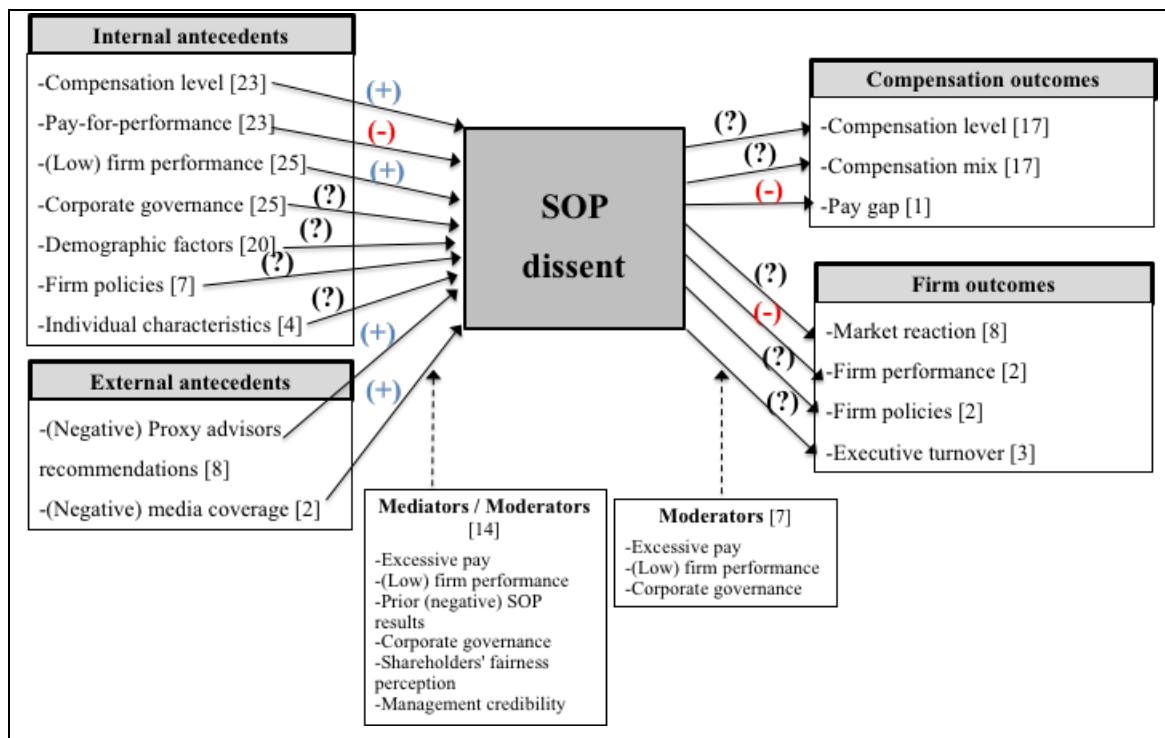 Internal antecedents
-Compensation level [23]
-Pay-for-performance [23]
-(Low) firm performance [25]
-Corporate governance [25]
-Demographic factors [20]
-Firm policies [7]
-Individual characteristics [4]
External antecedents
-(Negative) Proxy advisors
recommendations [8]
-(Negative) media coverage [2]
(+)
(-)
(+)
(?)
(?)
(?)
(?)
(+)
(+)
SOP
dissent
Mediators / Moderators
[14]
-Excessive pay
-(Low) firm performance
-Prior (negative) SOP
results
-Corporate governance
-Shareholders' fairness
perception
-Management credibility
Moderators [7]
-Excessive pay
-(Low) firm performance
-Corporate governance
(?)
(?)
(-)
(?)
(-)
(?)
(?)
Compensation outcomes
-Compensation level [17]
-Compensation mix [17]
-Pay gap [1]
Firm outcomes
-Market reaction [8]
-Firm performance [2]
-Firm policies [2]
-Executive turnover [3]